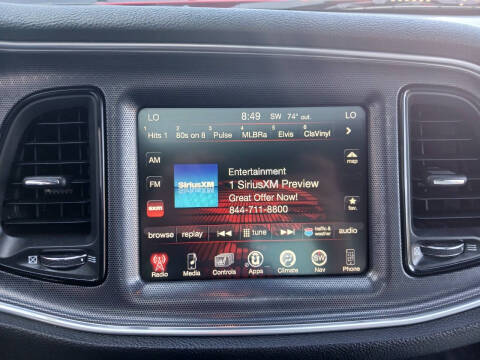 LO 8:49 SW 74° out. LO
1 Hits 1 2 80s on 8 3 Pulse 4 MLBRa 5 Elvis 6 ClsVinyl
AM
map
SiriusXM
Entertainment
1 SiriusXM Preview
FM
Great Offer Now!
fav.
844-711-8800
browse replay tune traffic & weather audio
SW
Radio Media Controls Apps Climate Nav Phone